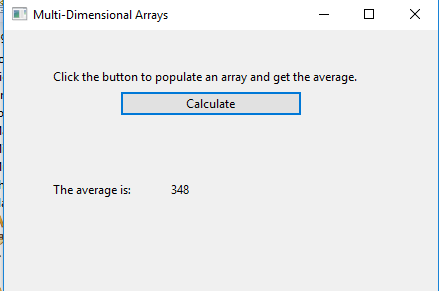 Multi-Dimensional Arrays
Click the button to populate an array and get the average.
Calculate
The average is: 348